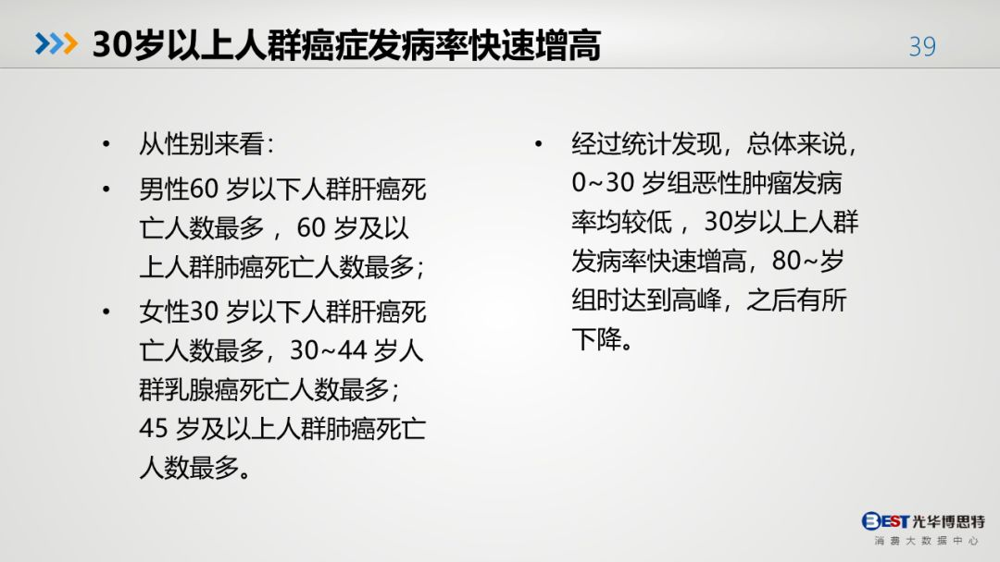 30岁以上人群癌症发病率快速增高
39
• 从性别来看：
• 男性60 岁以下人群肝癌死
亡人数最多 ，60 岁及以
上人群肺癌死亡人数最多；
• 女性30 岁以下人群肝癌死
亡人数最多，30~44 岁人
群乳腺癌死亡人数最多；
45 岁及以上人群肺癌死亡
人数最多。
• 经过统计发现，总体来说，
0~30 岁组恶性肿瘤发病
率均较低 ，30岁以上人群
发病率快速增高，80~岁
组时达到高峰，之后有所
下降。
BEST光华博思特
消费大数据中心